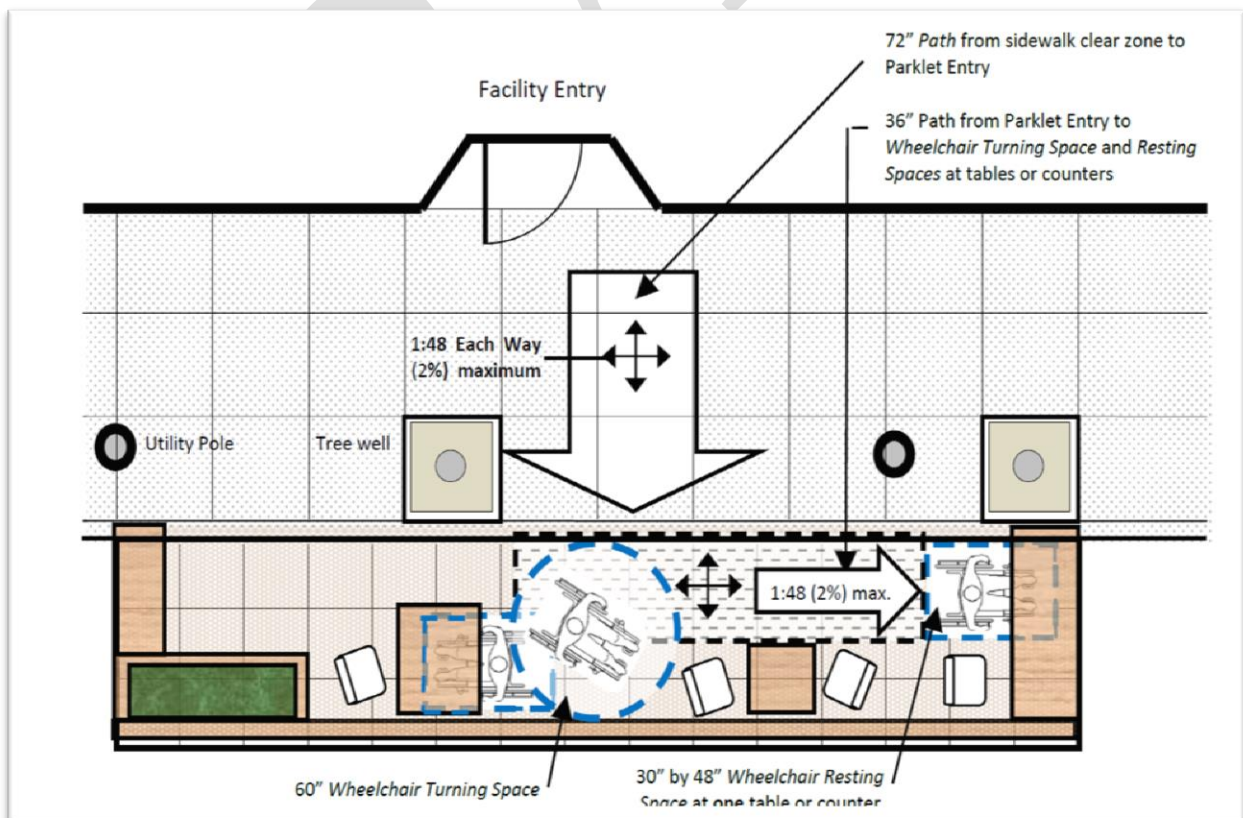 72” Path from sidewalk clear zone to
Parklet Entry
Facility Entry
36” Path from Parklet Entry to
Wheelchair Turning Space and Resting
Spaces at tables or counters
1:48 Each Way
(2%) maximum
Utility Pole
Tree well
1:48 (2%) max.
60” Wheelchair Turning Space
30” by 48” Wheelchair Resting
Space at one table or counter